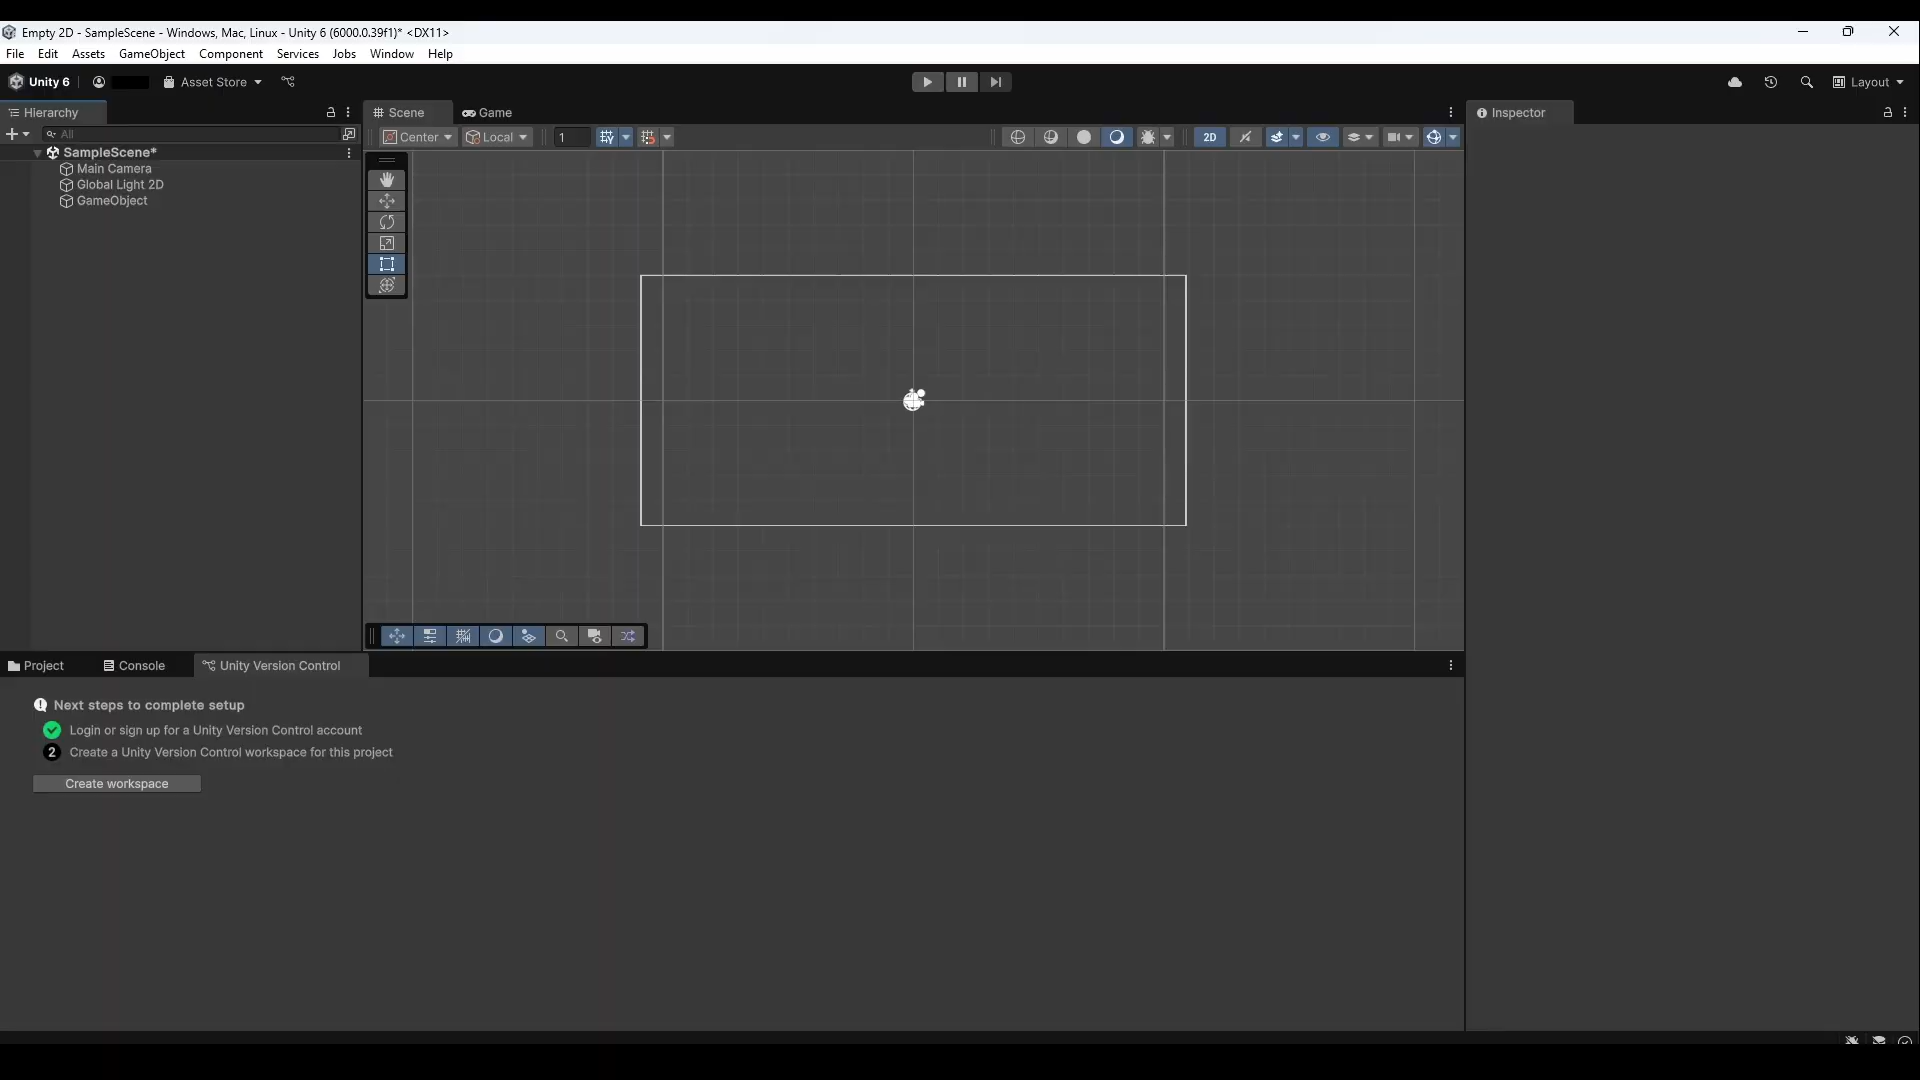 Empty 2D - SampleScene - Windows, Mac, Linux - Unity 6 (6000.0.39f1)* <DX11>
File Edit Assets GameObject Component Services Jobs Window Help
Unity 6 Asset Store Layout
Hierarchy Scene Game Inspector
All Center Local 1 2D
SampleScene*
Main Camera
Global Light 2D
GameObject
Project Console Unity Version Control
Next steps to complete setup
Login or sign up for a Unity Version Control account
2 Create a Unity Version Control workspace for this project
Create workspace